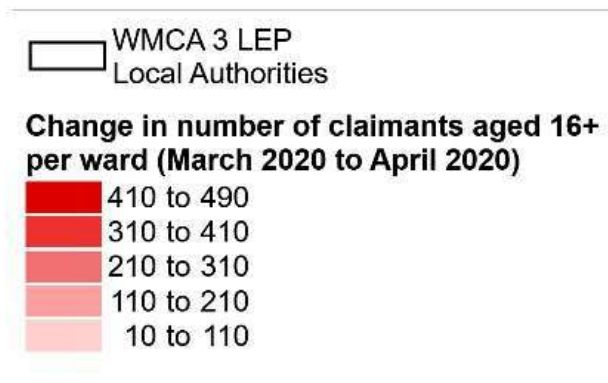 WMCA 3 LEP
Local Authorities
Change in number of claimants aged 16+
per ward (March 2020 to April 2020)
410 to 490
310 to 410
210 to 310
110 to 210
10 to 110